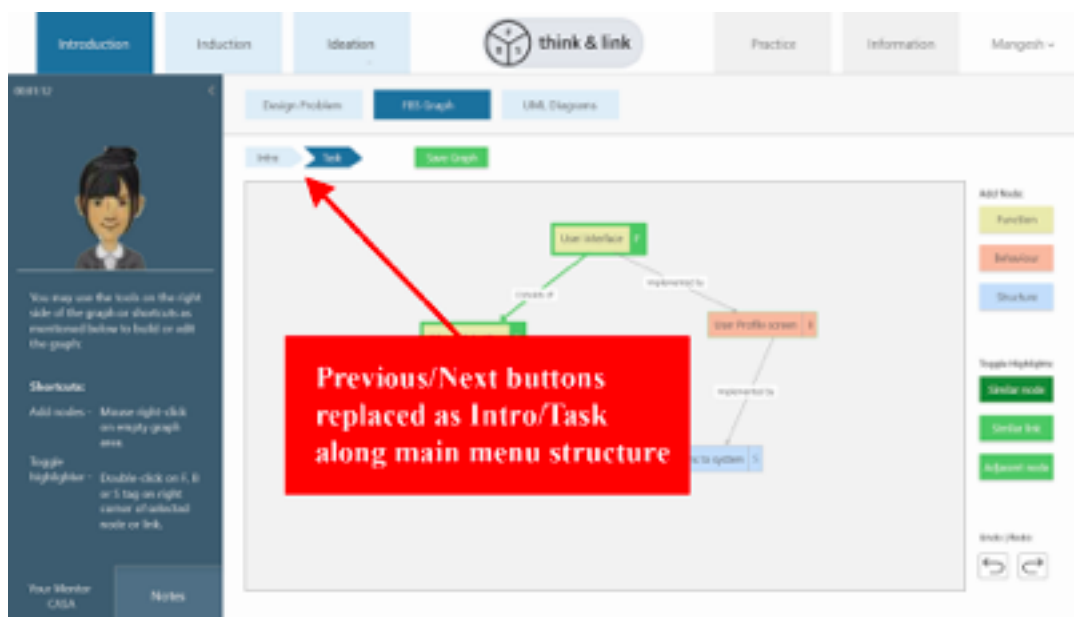 Introduction
Induction
Ideation
think & link
Practice
Information
Mangesh
00:01:12
Design Problem
FBS Graph
UML Diagrams
Intro
Task
Save Graph
Add Node:
Function
Behaviour
Structure
User interface F
Consists of
Implemented by
User Profile screen B
Implemented by
to system S
Previous/Next buttons
replaced as Intro/Task
along main menu structure
You may use the tools on the right
side of the graph or shortcuts as
mentioned below to build or edit
the graph:
Shortcuts:
Add nodes - Mouse right-click
on empty graph
area.
Toggle
highlighter - Double-click on F, B
or S tag on right
corner of selected
node or link.
Toggle Highlights:
Similar node
Similar link
Adjacent node
Undo /Redo
Your Mentor
CASA
Notes